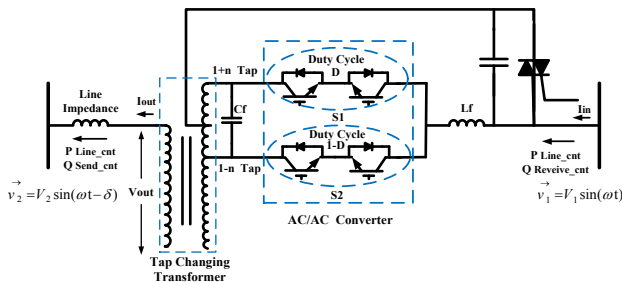 1+n Tap
Duty Cycle
D
S1
Line
Impedance
Iout
Cf
Lf
Iin
P Line_cnt
Q Send_cnt
Duty Cycle
1-D
P Line_cnt
Q Reveive_cnt
v₂ = V₂ sin(ωt-δ)
Vout
1-n Tap
S2
v₁ = V₁ sin(ωt)
AC/AC Converter
Tap Changing
Transformer